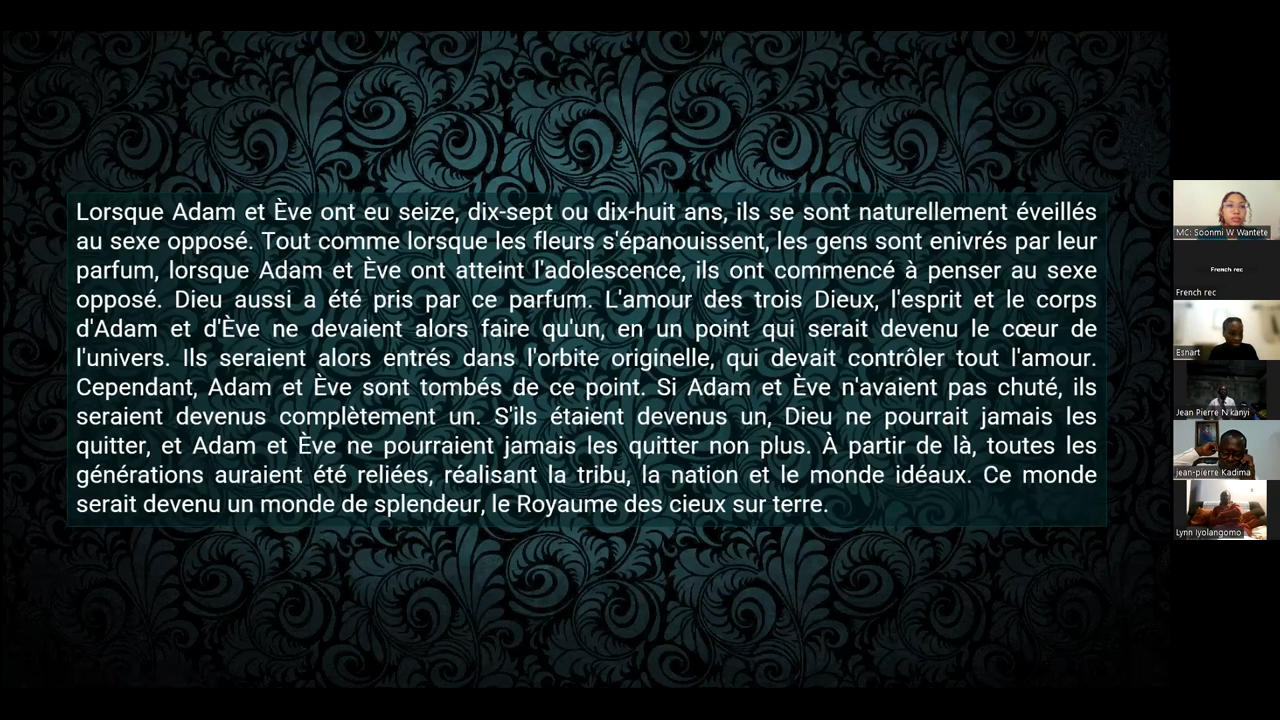 Lorsque Adam et Ève ont eu seize, dix-sept ou dix-huit ans, ils se sont naturellement éveillés
au sexe opposé. Tout comme lorsque les fleurs s'épanouissent, les gens sont enivrés par leur
parfum, lorsque Adam et Ève ont atteint l'adolescence, ils ont commencé à penser au sexe
opposé. Dieu aussi a été pris par ce parfum. L'amour des trois Dieux, l'esprit et le corps
d'Adam et d'Ève ne devaient alors faire qu'un, en un point qui serait devenu le cœur de
l'univers. Ils seraient alors entrés dans l'orbite originelle, qui devait contrôler tout l'amour.
Cependant, Adam et Ève sont tombés de ce point. Si Adam et Ève n'avaient pas chuté, ils
seraient devenus complètement un. S'ils étaient devenus un, Dieu ne pourrait jamais les
quitter, et Adam et Ève ne pourraient jamais les quitter non plus. À partir de là, toutes les
générations auraient été reliées, réalisant la tribu, la nation et le monde idéaux. Ce monde
serait devenu un monde de splendeur, le Royaume des cieux sur terre.
MC: Soonmi W Wantete
French rec
French rec
Esnart
Jean Pierre N'kanyi
jean-pierre Kadima
Lynn Iyolangomo